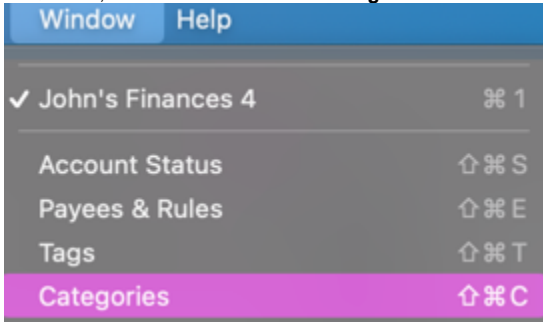 Window Help
✓ John's Finances 4 ⌘ 1
Account Status ⇧⌘ S
Payees & Rules ⇧⌘ E
Tags ⇧⌘ T
Categories ⇧⌘ C